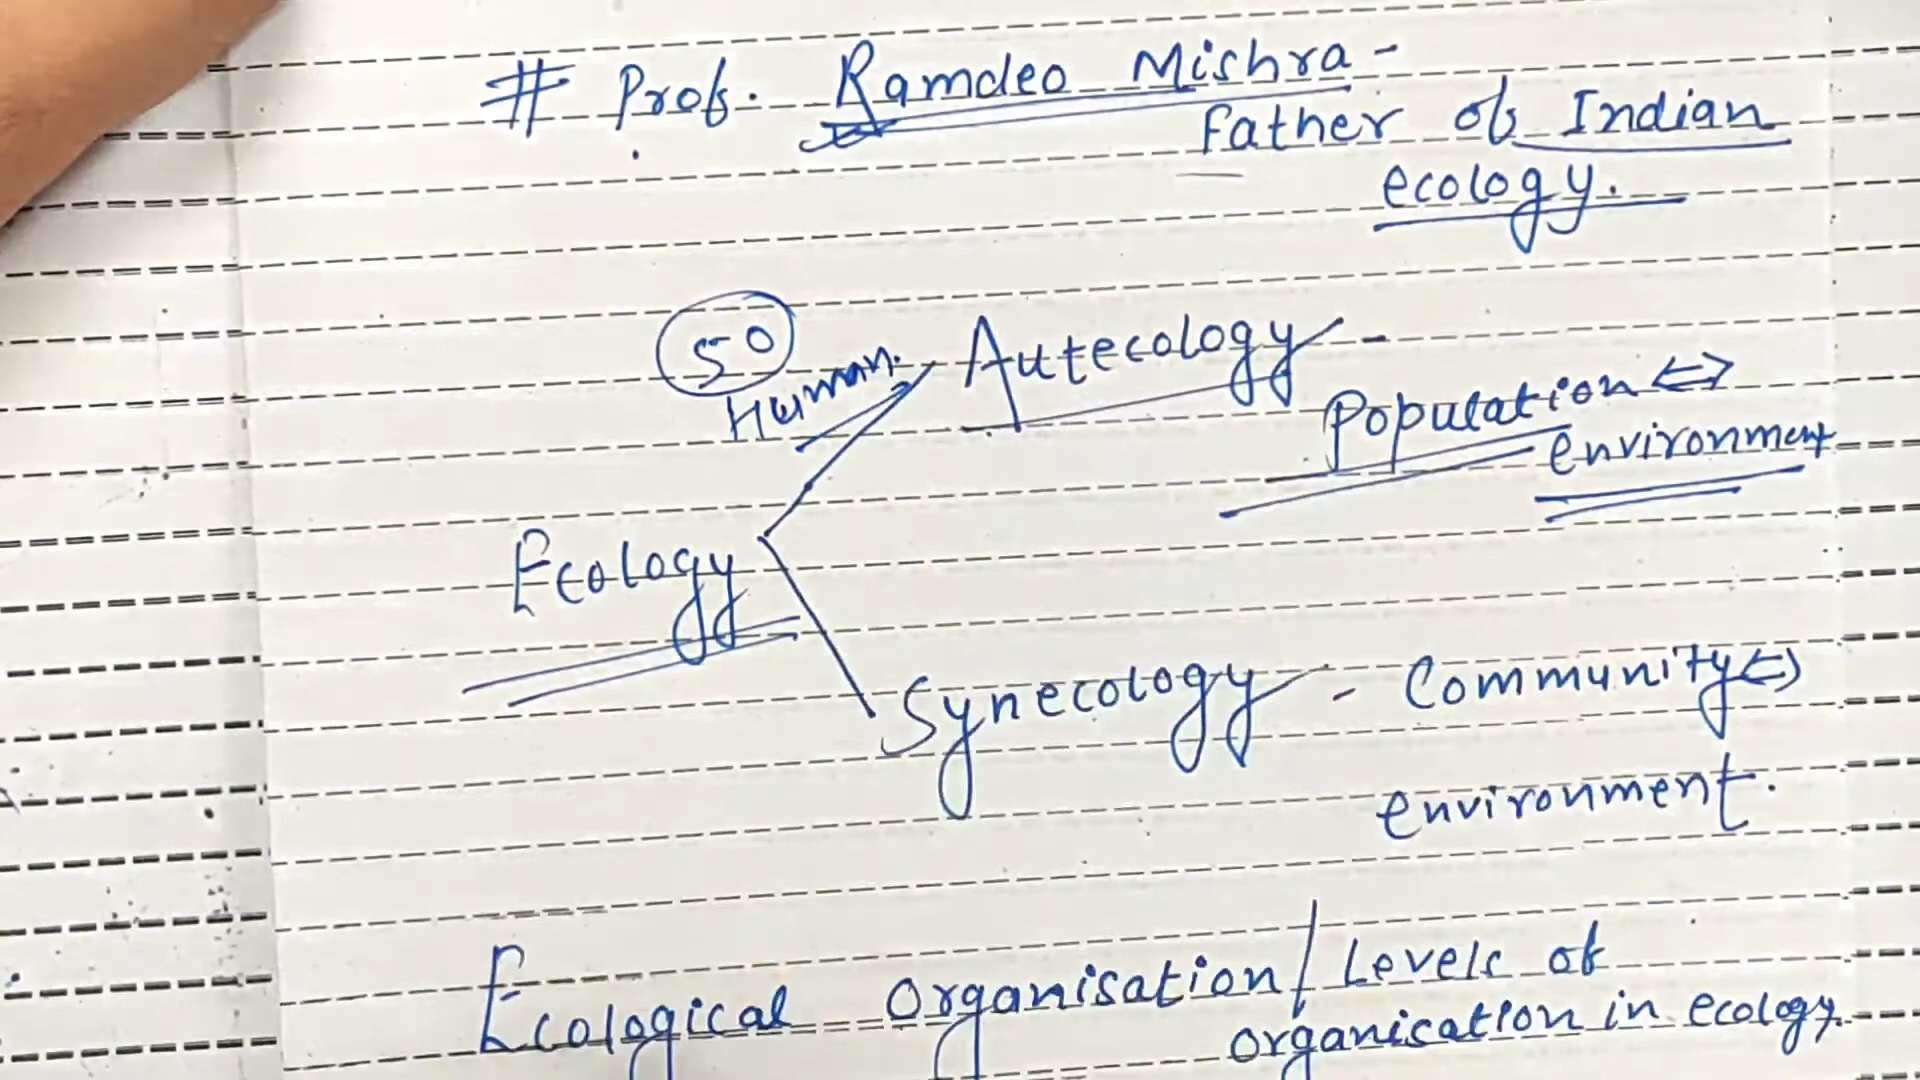 # Prof. Ramdeo Mishra -
Father of Indian
ecology.
50
Human.
Autecology -
Population ⇔
environment
Ecology
Synecology - Community ⇔
environment.
Ecological Organisation / Levels of
organisation in ecology